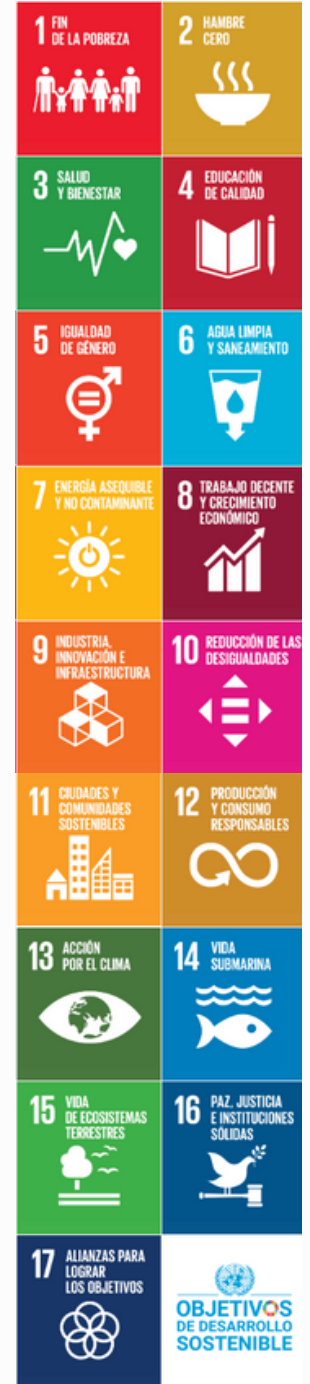 1 FIN
DE LA POBREZA
2 HAMBRE
CERO
3 SALUD
Y BIENESTAR
4 EDUCACIÓN
DE CALIDAD
5 IGUALDAD
DE GÉNERO
6 AGUA LIMPIA
Y SANEAMIENTO
7 ENERGÍA ASEQUIBLE
Y NO CONTAMINANTE
8 TRABAJO DECENTE
Y CRECIMIENTO
ECONÓMICO
9 INDUSTRIA,
INNOVACIÓN E
INFRAESTRUCTURA
10 REDUCCIÓN DE LAS
DESIGUALDADES
11 CIUDADES Y
COMUNIDADES
SOSTENIBLES
12 PRODUCCIÓN
Y CONSUMO
RESPONSABLES
13 ACCIÓN
POR EL CLIMA
14 VIDA
SUBMARINA
15 VIDA
DE ECOSISTEMAS
TERRESTRES
16 PAZ, JUSTICIA
E INSTITUCIONES
SÓLIDAS
17 ALIANZAS PARA
LOGRAR
LOS OBJETIVOS
OBJETIVOS
DE DESARROLLO
SOSTENIBLE